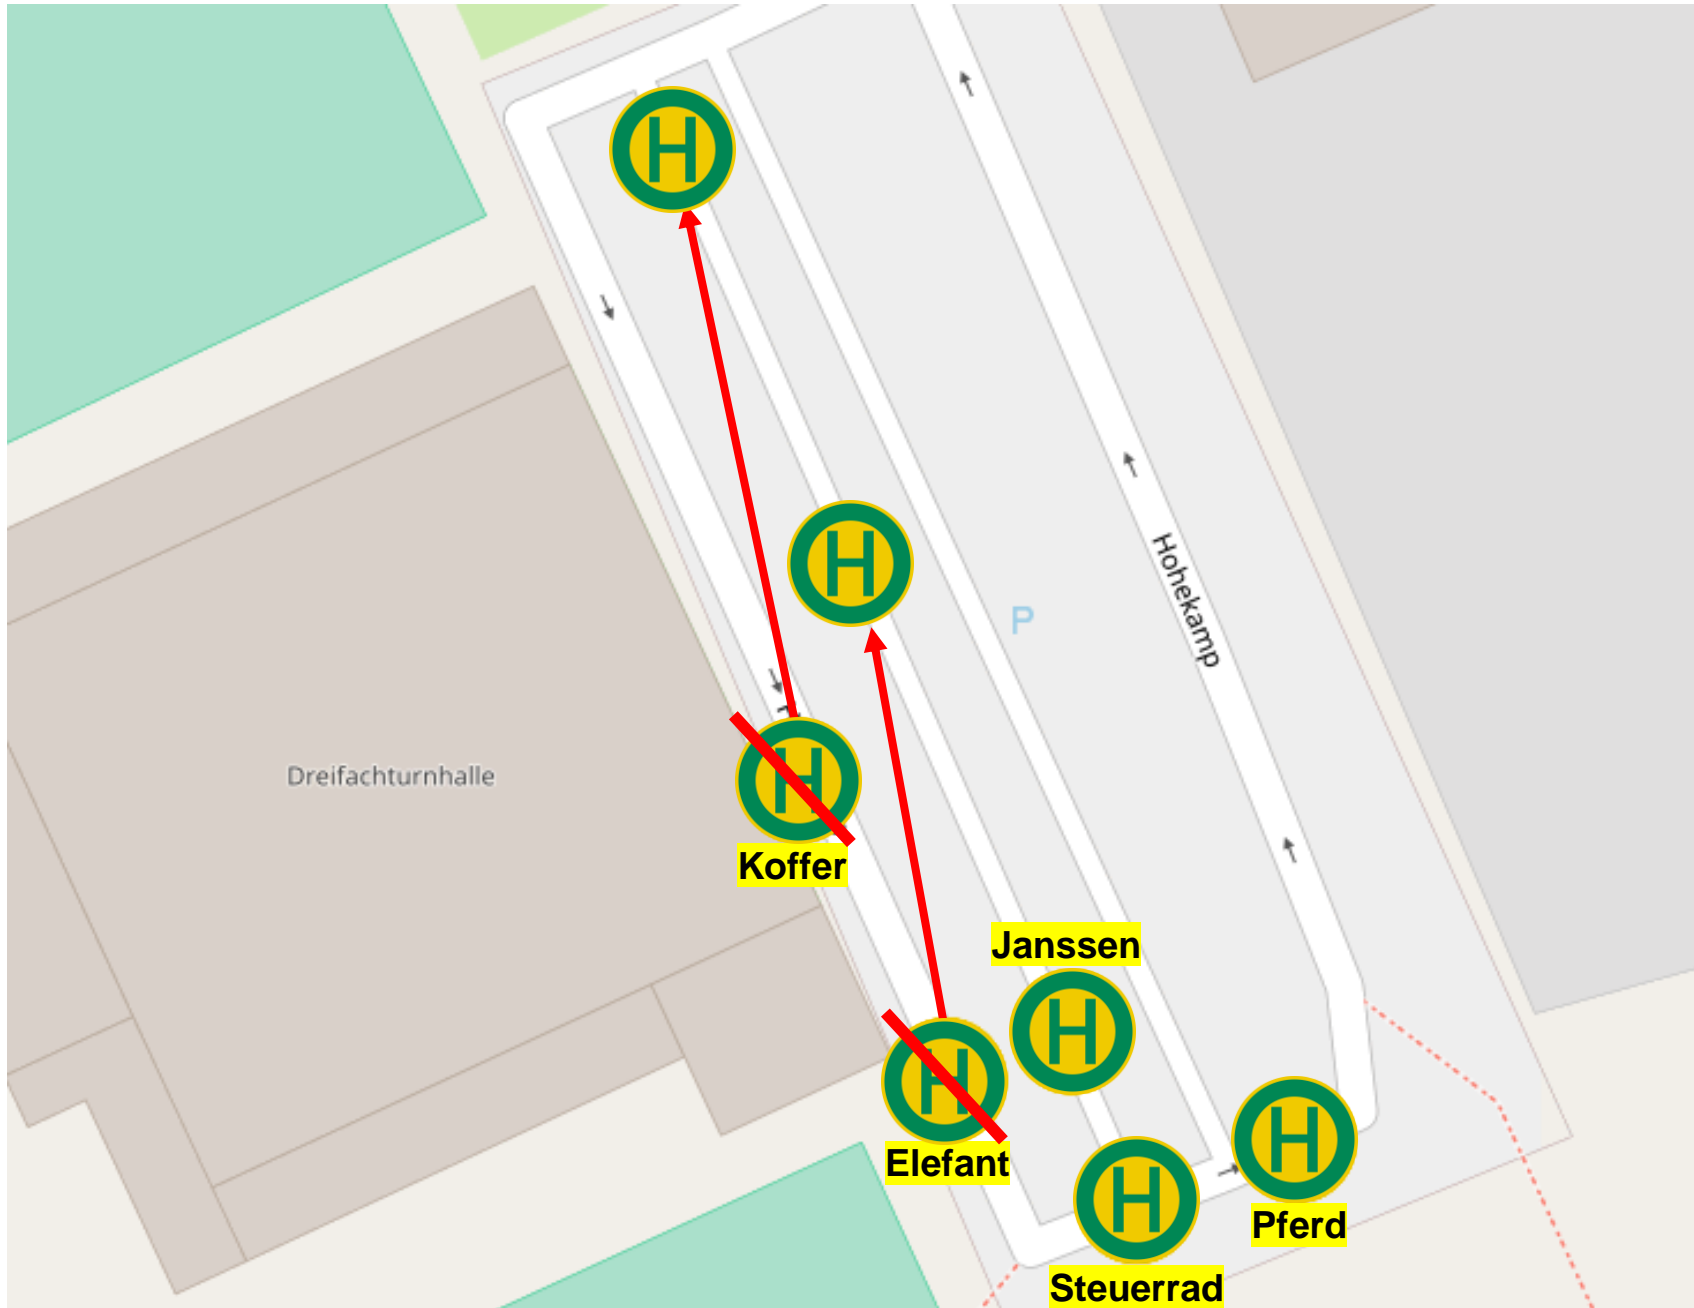 H
H
Hohekamp
P
H
Dreifachturnhalle
Koffer
Janssen
H
H
Elefant
H
Pferd
H
Steuerrad